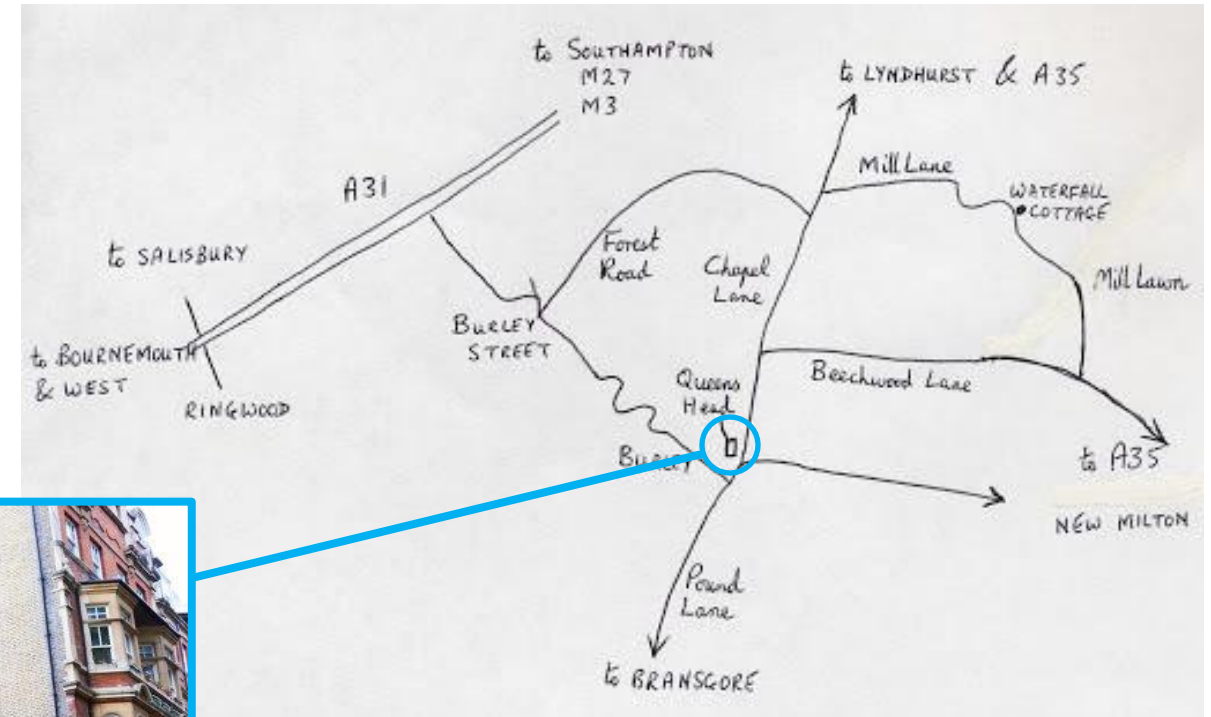 to SOUTHAMPTON
M27
M3
to LYNDHURST & A35
A31
Mill Lane
WATERFALL
COTTAGE
to SALISBURY
Forest
Road
Chapel
Lane
Mill Lawn
BURLEY
STREET
to BOURNEMOUTH
& WEST
RINGWOOD
Queens
Head
Beechwood Lane
BURLEY
to A35
NEW MILTON
Pound
Lane
to BRANSGORE